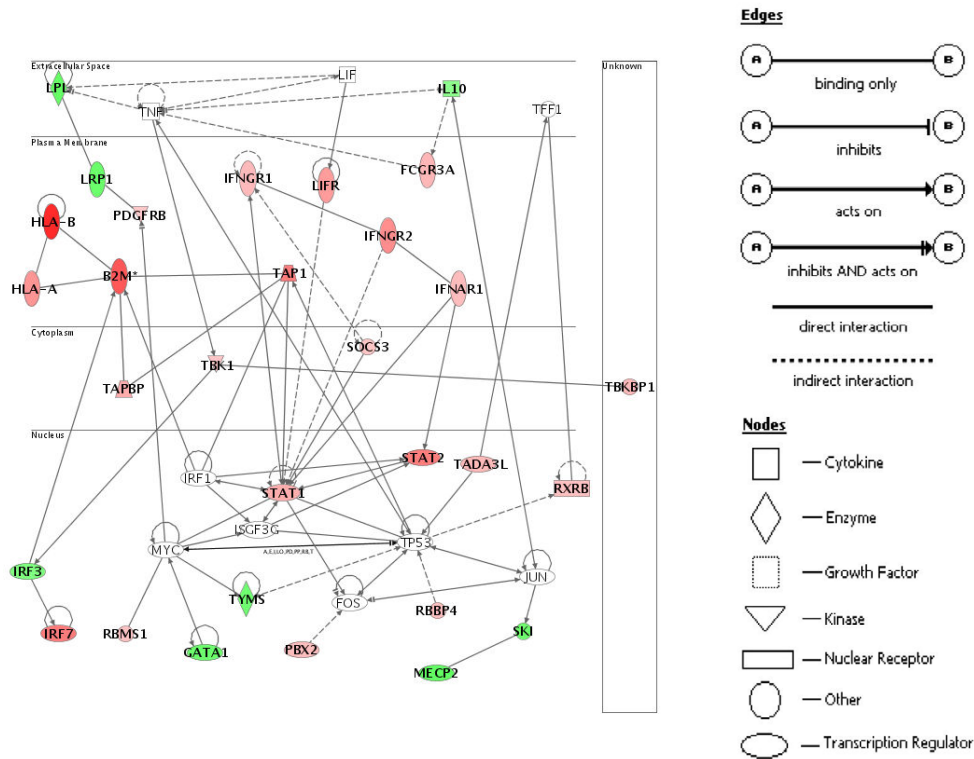 Extracellular Space
Unknown
LPL
LIF
IL10
TNF
TFF1
Plasma Membrane
LRP1
IFNGR1
LIFR
FCGR3A
PDGFRB
HLA-B
IFNGR2
HLA-A
B2M*
TAP1
IFNAR1
Cytoplasm
SOCS3
TBK1
TAPBP
TBKBP1
Nucleus
STAT2
TADA3L
IRF1
STAT1
RXRB
ISGF3G
MYC
TP53
IRF3
TYMS
FOS
JUN
RBBP4
IRF7
RBMS1
GATA1
PBX2
SKI
MECP2
Edges
A B
binding only
A B
inhibits
A B
acts on
A B
inhibits AND acts on
direct interaction
indirect interaction
Nodes
Cytokine
Enzyme
Growth Factor
Kinase
Nuclear Receptor
Other
Transcription Regulator